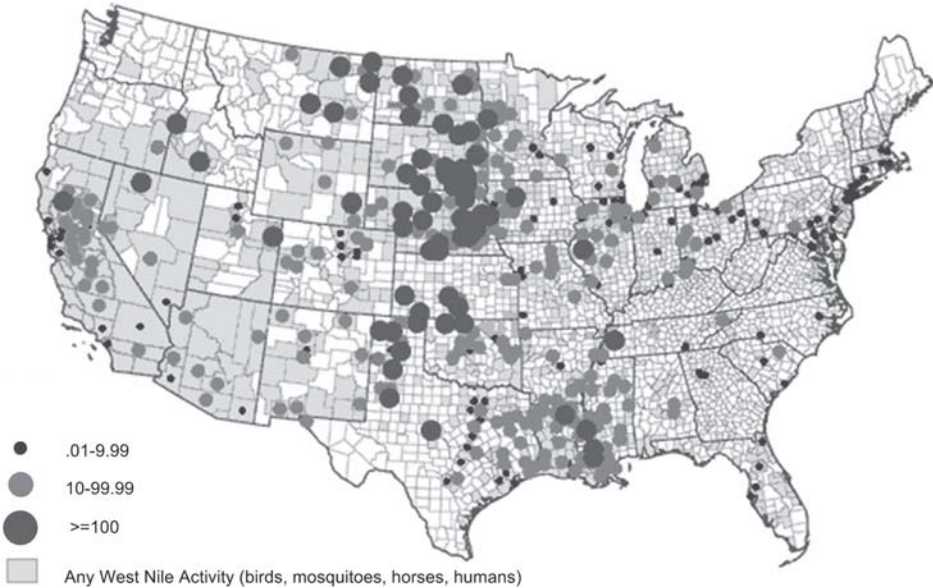 .01-9.99
10-99.99
>=100
Any West Nile Activity (birds, mosquitoes, horses, humans)